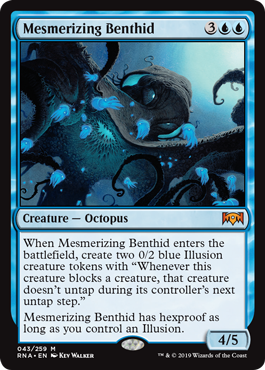 Mesmerizing Benthid 3
Creature — Octopus
When Mesmerizing Benthid enters the
battlefield, create two 0/2 blue Illusion
creature tokens with “Whenever this
creature blocks a creature, that creature
doesn't untap during its controller's next
untap step.”
Mesmerizing Benthid has hexproof as
long as you control an Illusion.
4/5
043/259 M
RNA • EN Key Walker
™ & © 2019 Wizards of the Coast